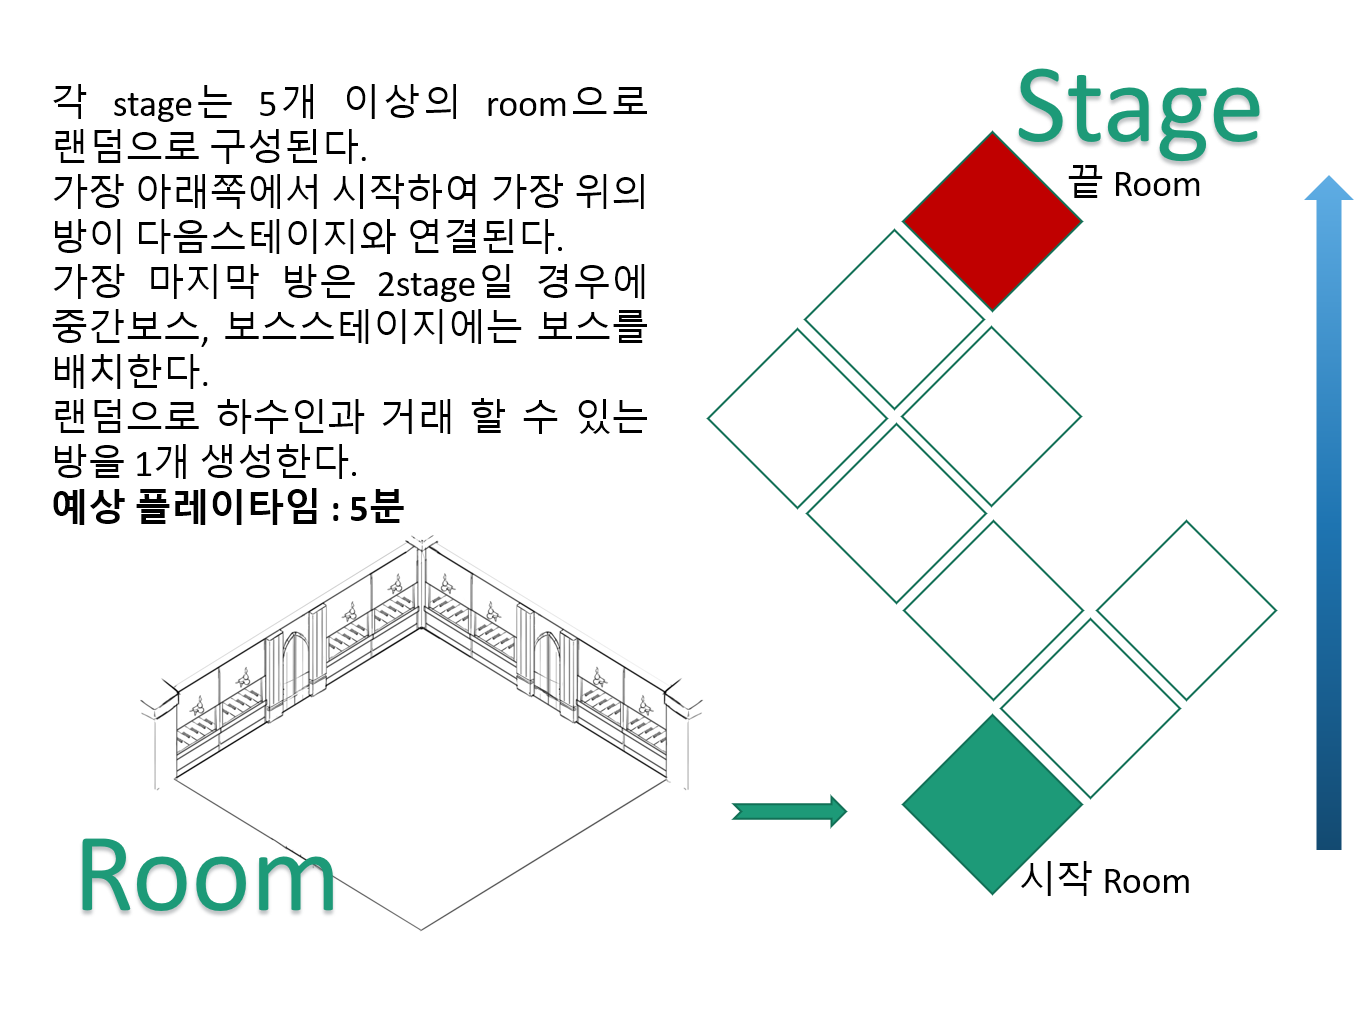 각 stage는 5개 이상의 room으로
랜덤으로 구성된다.
가장 아래쪽에서 시작하여 가장 위의
방이 다음스테이지와 연결된다.
가장 마지막 방은 2stage일 경우에
중간보스, 보스스테이지에는 보스를
배치한다.
랜덤으로 하수인과 거래 할 수 있는
방을 1개 생성한다.
예상 플레이타임 : 5분
Room
Stage
끝 Room
시작 Room